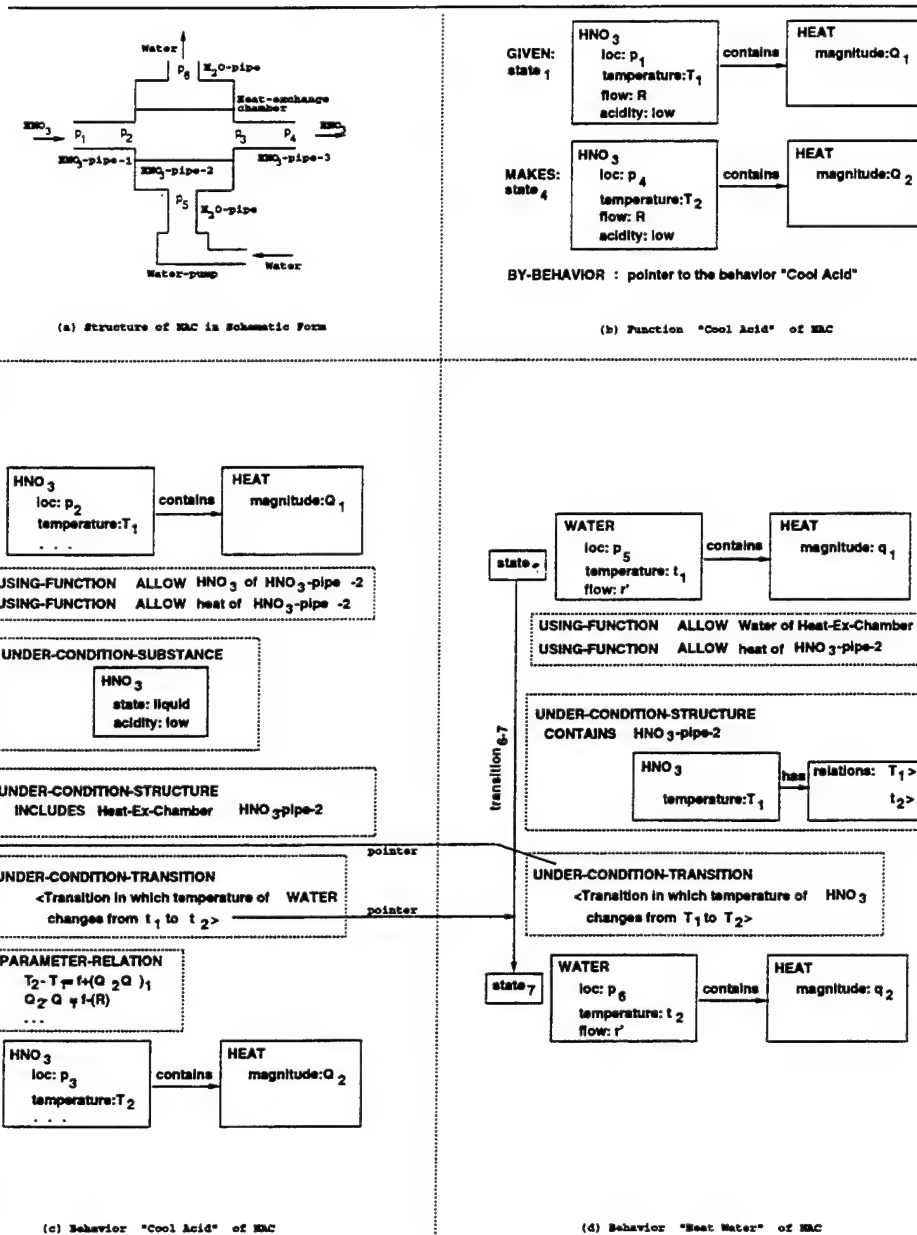 Water
p6
H2O-pipe
Heat-exchange
chamber
HNO3
p1
p2
p3
p4
HNO3
HNO3-pipe-1
HNO3-pipe-2
HNO3-pipe-3
p5
H2O-pipe
Water-pump
Water
(a) Structure of NAC in Schematic Form
GIVEN:
state1
HNO3
loc: p1
temperature:T1
flow: R
acidity: low
contains
HEAT
magnitude:Q1
MAKES:
state4
HNO3
loc: p4
temperature:T2
flow: R
acidity: low
contains
HEAT
magnitude:Q2
BY-BEHAVIOR : pointer to the behavior "Cool Acid"
(b) Function "Cool Acid" of NAC
HNO3
loc: p2
temperature:T1
. . .
contains
HEAT
magnitude:Q1
USING-FUNCTION ALLOW HNO3 of HNO3-pipe -2
USING-FUNCTION ALLOW heat of HNO3-pipe -2
UNDER-CONDITION-SUBSTANCE
HNO3
state: liquid
acidity: low
UNDER-CONDITION-STRUCTURE
INCLUDES Heat-Ex-Chamber HNO3-pipe-2
pointer
UNDER-CONDITION-TRANSITION
<Transition in which temperature of WATER
changes from t1 to t2>
pointer
PARAMETER-RELATION
. . .
HNO3
loc: p3
temperature:T2
. . .
contains
HEAT
magnitude:Q2
(c) Behavior "Cool Acid" of NAC
state
WATER
loc: p5
temperature: t1
flow: r'
contains
HEAT
magnitude: q1
USING-FUNCTION ALLOW Water of Heat-Ex-Chamber
USING-FUNCTION ALLOW heat of HNO3-pipe-2
transition6-7
UNDER-CONDITION-STRUCTURE
CONTAINS HNO3-pipe-2
HNO3
temperature:T1
has
relations: T1>
t2>
UNDER-CONDITION-TRANSITION
<Transition in which temperature of HNO3
changes from T1 to T2>
state7
WATER
loc: p6
temperature: t2
flow: r'
contains
HEAT
magnitude: q2
(d) Behavior "Heat Water" of NAC